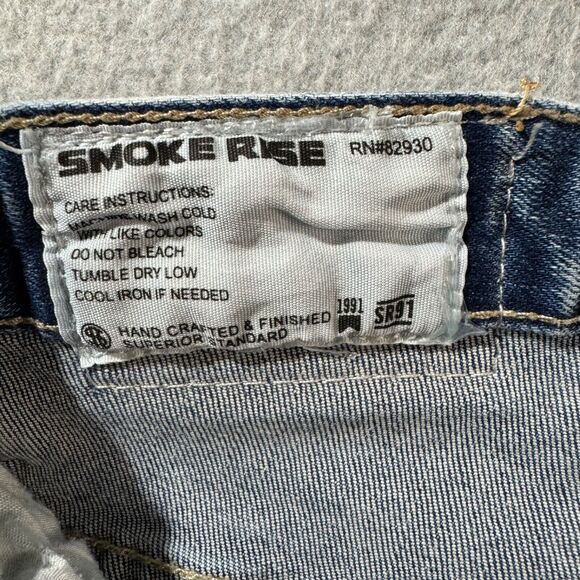 SMOKE RISE
RN#82930
CARE INSTRUCTIONS:
MACHINE WASH COLD
WITH LIKE COLORS
DO NOT BLEACH
TUMBLE DRY LOW
COOL IRON IF NEEDED
HAND CRAFTED & FINISHED
SUPERIOR STANDARD
1991
SR91